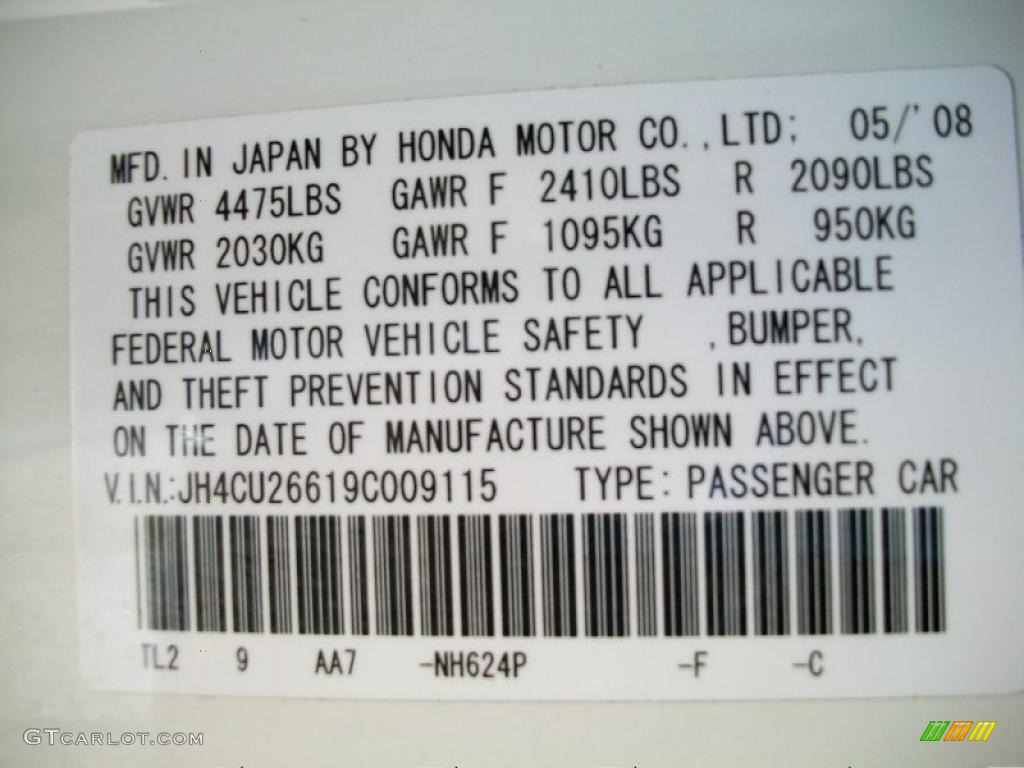 MFD. IN JAPAN BY HONDA MOTOR CO.,LTD; 05/'08
GVWR 4475LBS GAWR F 2410LBS R 2090LBS
GVWR 2030KG GAWR F 1095KG R 950KG
THIS VEHICLE CONFORMS TO ALL APPLICABLE
FEDERAL MOTOR VEHICLE SAFETY ,BUMPER,
AND THEFT PREVENTION STANDARDS IN EFFECT
ON THE DATE OF MANUFACTURE SHOWN ABOVE.
V.I.N.:JH4CU26619C009115 TYPE: PASSENGER CAR
TL2 9 AA7 -NH624P -F -C
GTCARLOT.COM